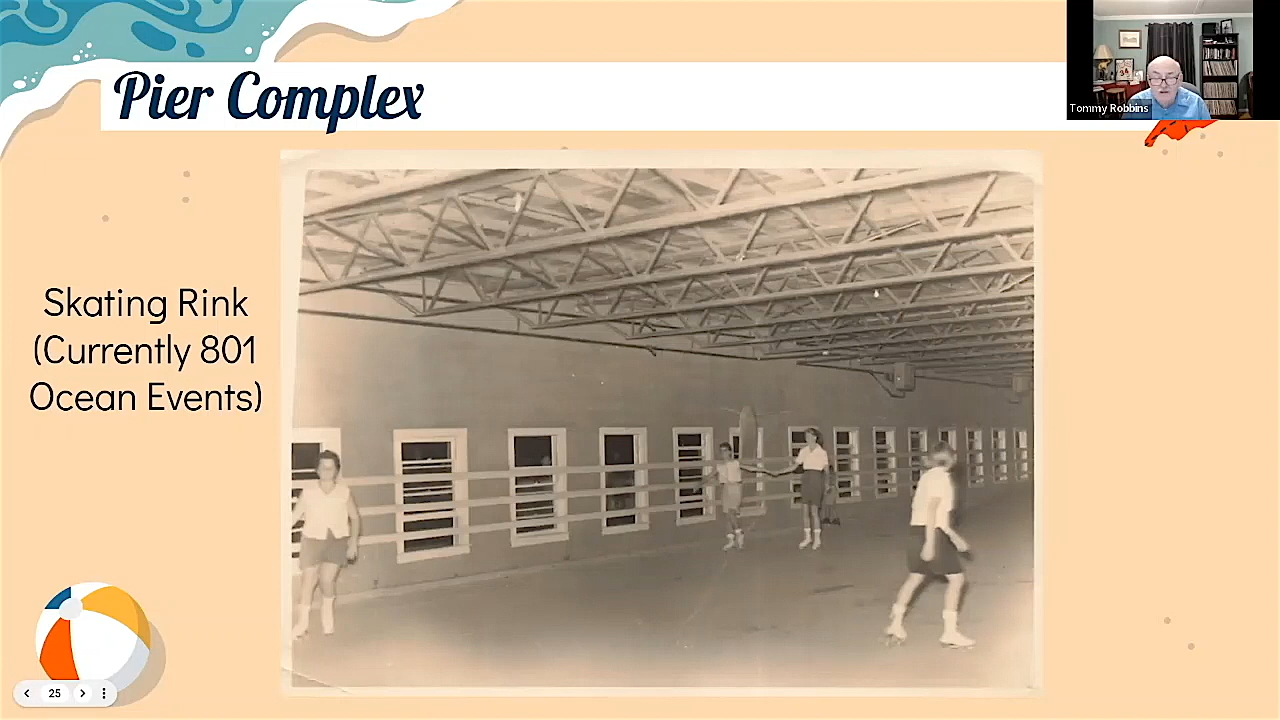 Pier Complex
Tommy Robbins
Skating Rink
(Currently 801
Ocean Events)
25